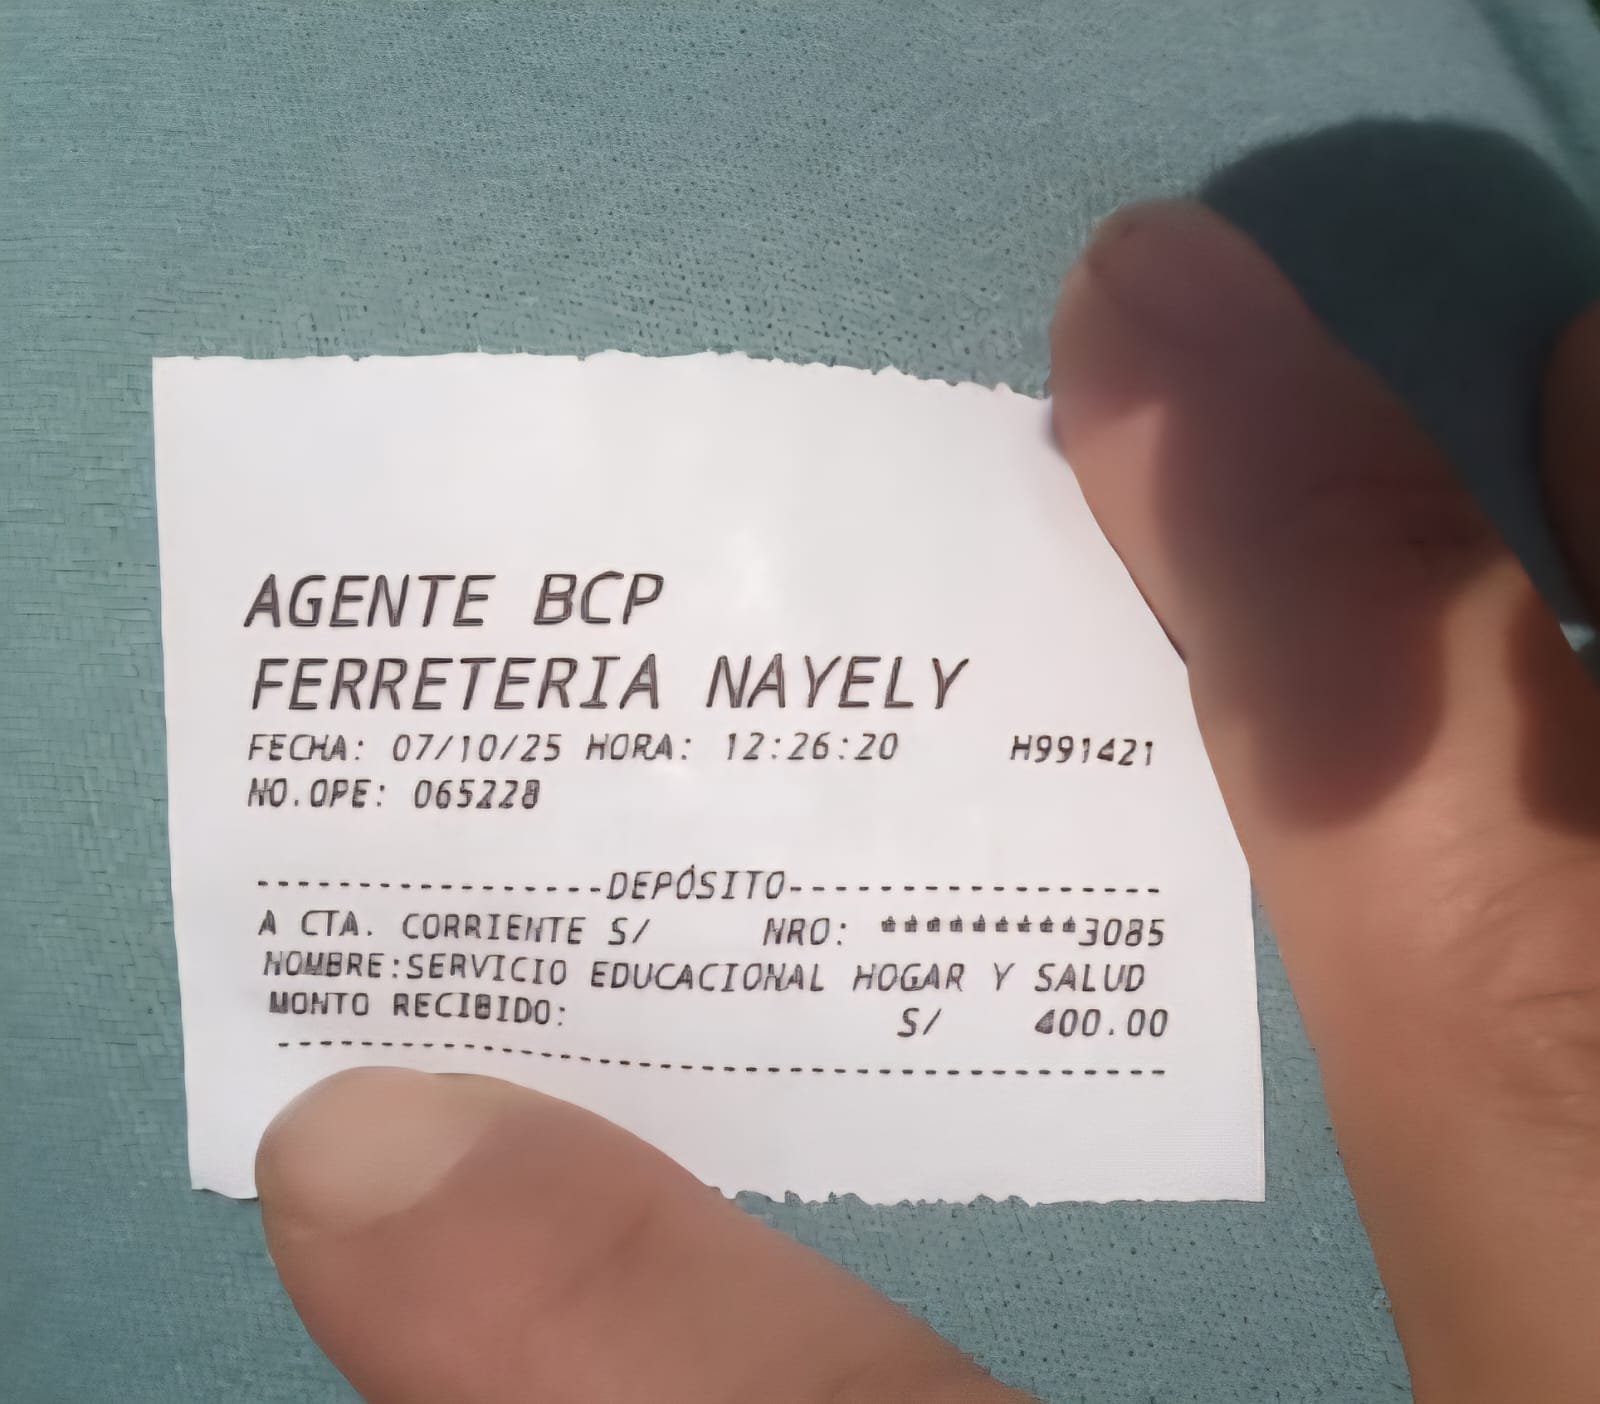 AGENTE BCP
FERRETERIA NAYELY
FECHA: 07/10/25 HORA: 12:26:20 H991421
NO.OPE: 065228
----------------DEPÓSITO-----------------
A CTA. CORRIENTE S/ NRO: *********3085
NOMBRE:SERVICIO EDUCACIONAL HOGAR Y SALUD
MONTO RECIBIDO: S/ 400.00
-----------------------------------------